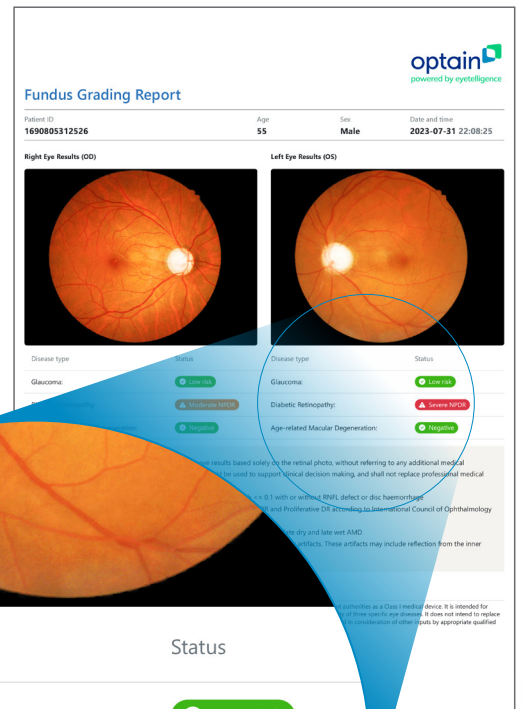 optain
powered by eyetelligence
Fundus Grading Report
Patient ID Age Sex Date and time
1690805312526 55 Male 2023-07-31 22:08:25
Right Eye Results (OD) Left Eye Results (OS)
Disease type Status Disease type Status
Glaucoma: Low risk Glaucoma: Low risk
Moderate NPDR Diabetic Retinopathy: Severe NPDR
Negative Age-related Macular Degeneration: Negative
results based solely on the retinal photo, without referring to any additional medical
be used to support clinical decision making, and shall not replace professional medical
0.1 with or without RNFL defect or disc haemorrhage
and Proliferative DR according to International Council of Ophthalmology
dry and late wet AMD
artifacts. These artifacts may include reflection from the inner
authorities as a Class I medical device. It is intended for
of three specific eye diseases. It does not intend to replace
in consideration of other inputs by appropriate qualified
Status